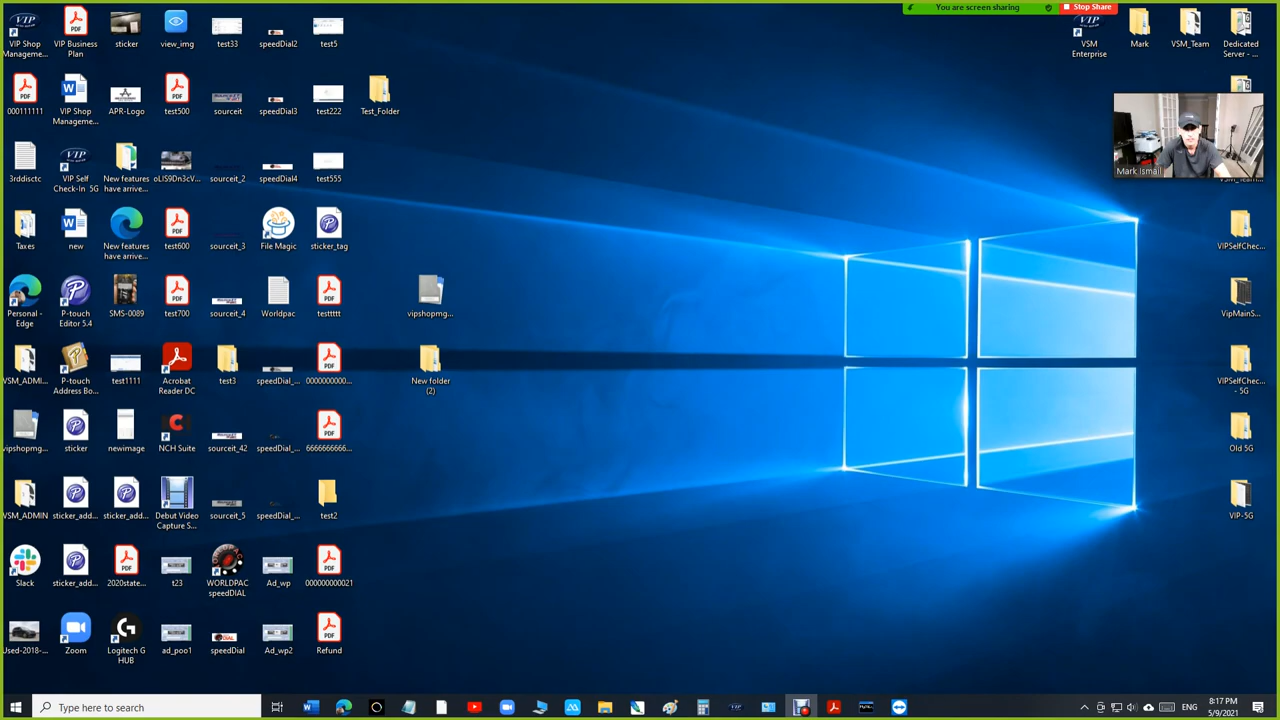 You are screen sharing
Stop Share
VIP Shop
Manageme...
VIP Business
Plan
sticker
view_img
test33
speedDial2
test5
VSM
Enterprise
Mark
VSM_Team
Dedicated
Server - ...
000111111
VIP Shop
Manageme...
APR-Logo
test500
sourceit
speedDial3
test222
Test_Folder
Mark Ismail
3rddisctc
VIP Self
Check-In 5G
New features
have arrive...
oLIS9Dn3cV...
sourceit_2
speedDial4
test555
Taxes
new
New features
have arrive...
test600
sourceit_3
File Magic
sticker_tag
VIPSelfChec...
Personal -
Edge
P-touch
Editor 5.4
SMS-0089
test700
sourceit_4
Worldpac
testtttt
vipshopmg...
VipMainS...
VSM_ADMI...
P-touch
Address Bo...
test1111
Acrobat
Reader DC
test3
speedDial_...
0000000000...
New folder
(2)
VIPSelfChec...
- 5G
vipshopmg...
sticker
newimage
NCH Suite
sourceit_42
speedDial_...
6666666666...
Old 5G
VSM_ADMIN
sticker_add...
sticker_add...
Debut Video
Capture S...
sourceit_5
speedDial_...
test2
VIP-5G
Slack
sticker_add...
2020state...
t23
WORLDPAC
speedDIAL
Ad_wp
000000000021
Used-2018-...
Zoom
Logitech G
HUB
ad_poo1
speedDial
Ad_wp2
Refund
Type here to search
ENG
8:17 PM
5/9/2021